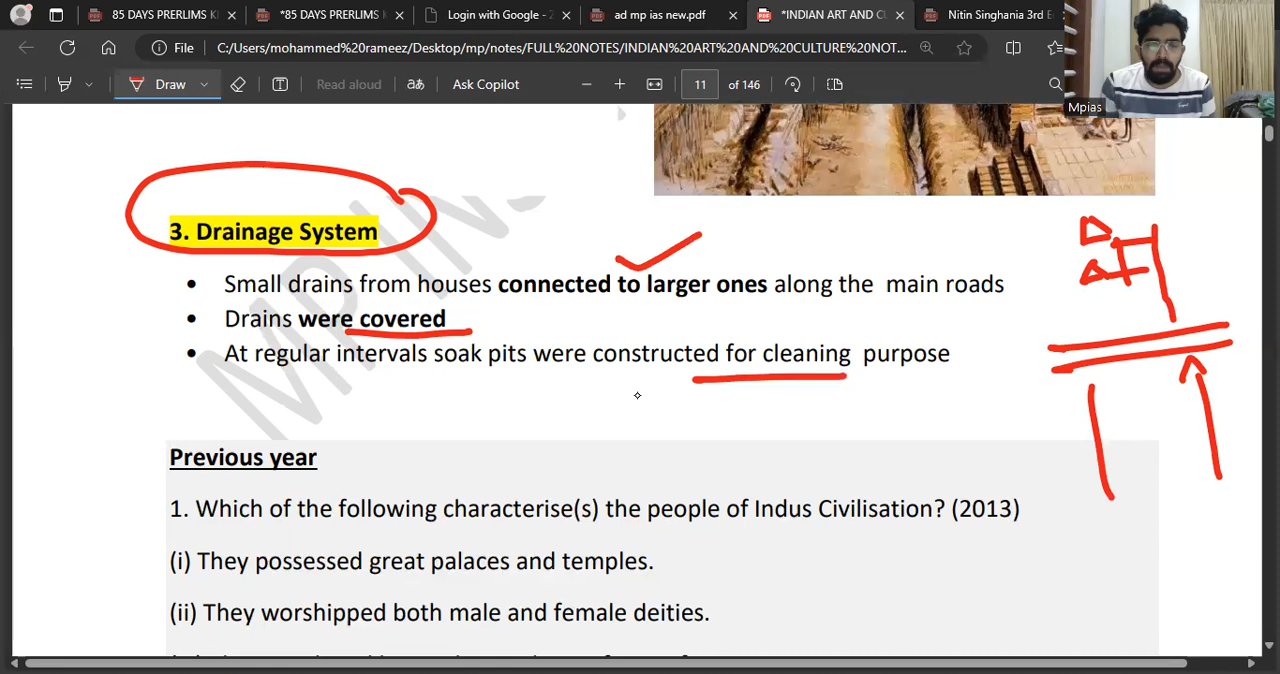 85 DAYS PRERLIMS K
*85 DAYS PRERLIMS
Login with Google - 2
ad mp ias new.pdf
*INDIAN ART AND CU
Nitin Singhania 3rd E
File C:/Users/mohammed%20rameez/Desktop/mp/notes/FULL%20NOTES/INDIAN%20ART%20AND%20CULTURE%20NOT...
Draw
Read aloud
aあ
Ask Copilot
11 of 146
Mpias
3. Drainage System
• Small drains from houses connected to larger ones along the main roads
• Drains were covered
• At regular intervals soak pits were constructed for cleaning purpose
Previous year
1. Which of the following characterise(s) the people of Indus Civilisation? (2013)
(i) They possessed great palaces and temples.
(ii) They worshipped both male and female deities.